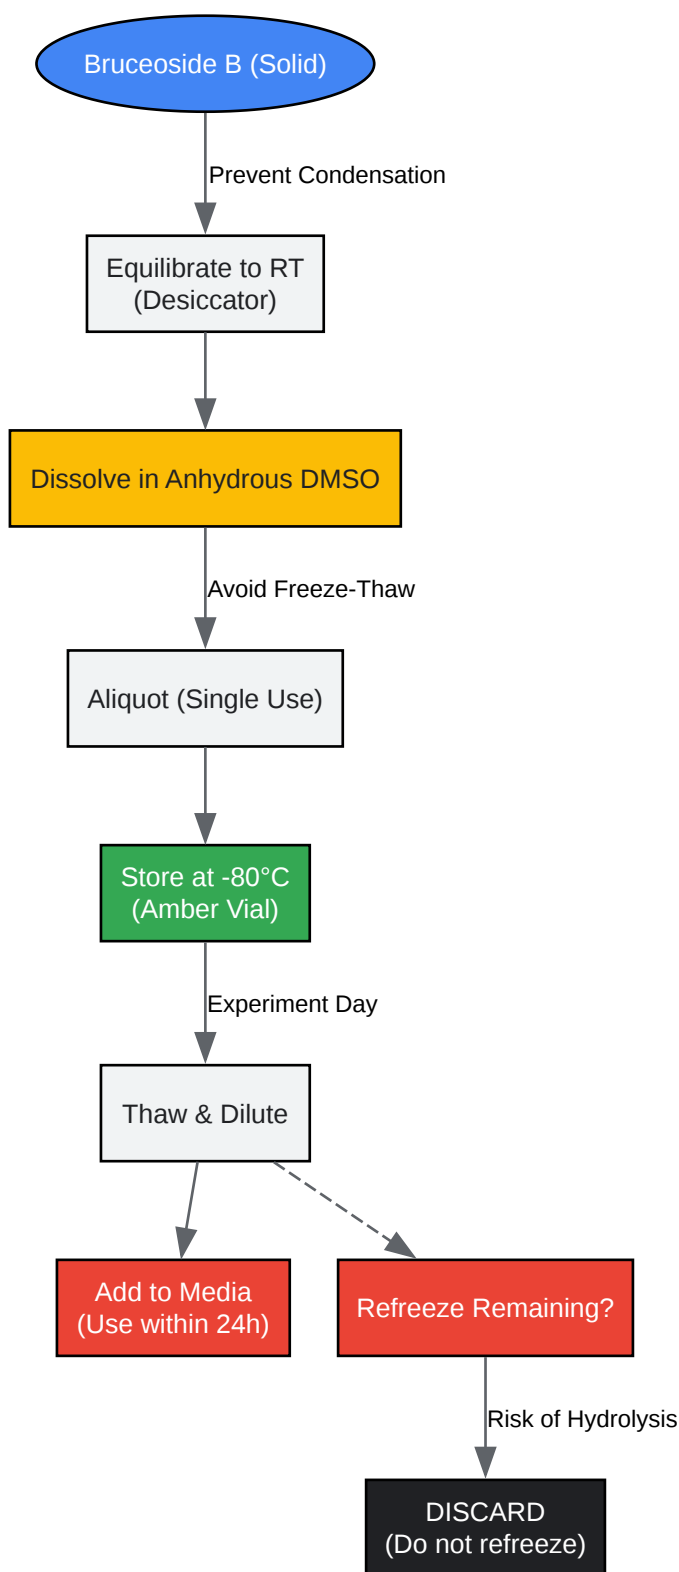 Bruceoside B (Solid)
Prevent Condensation
Equilibrate to RT
(Desiccator)
Dissolve in Anhydrous DMSO
Avoid Freeze-Thaw
Aliquot (Single Use)
Store at -80°C
(Amber Vial)
Experiment Day
Thaw & Dilute
Add to Media
(Use within 24h)
Refreeze Remaining?
Risk of Hydrolysis
DISCARD
(Do not refreeze)